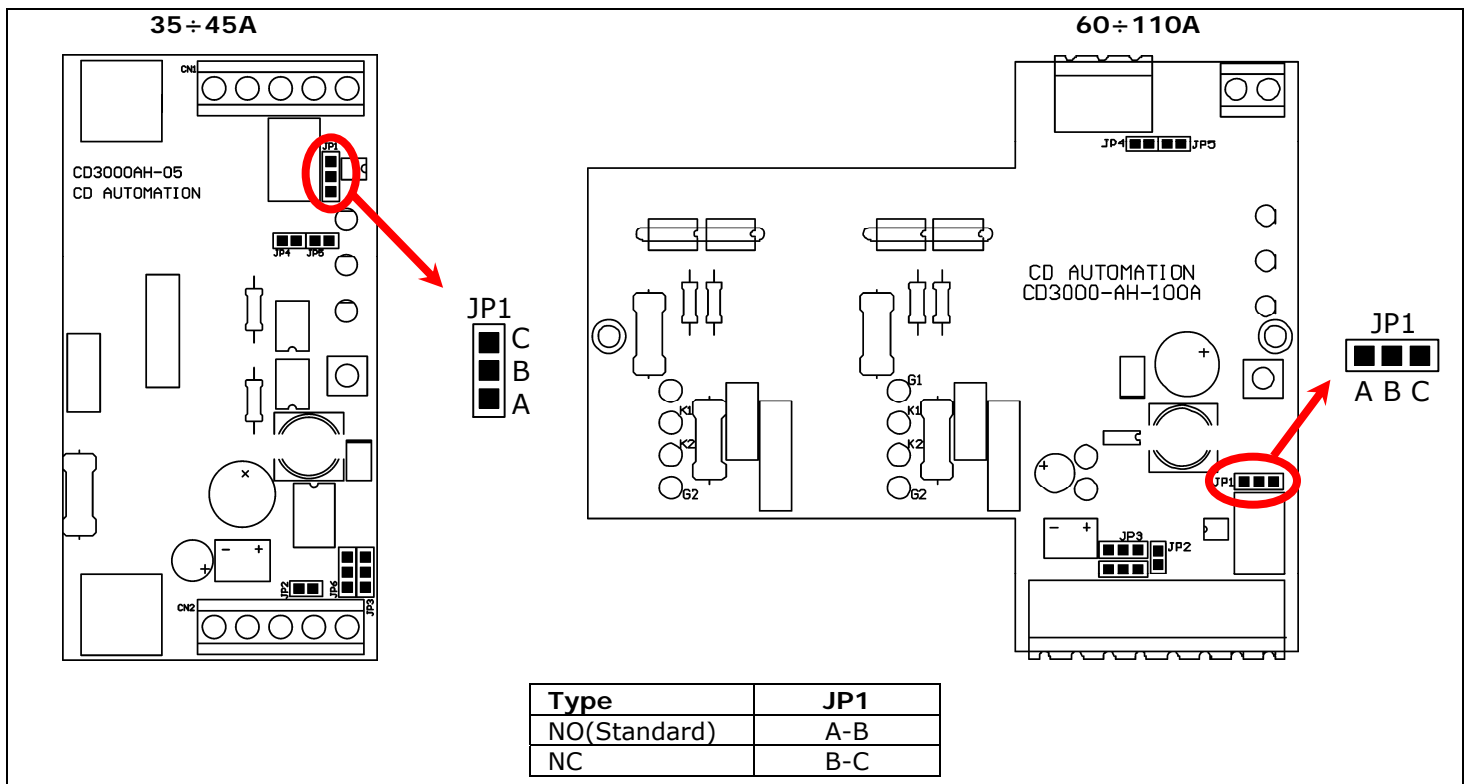 35÷45A
60÷110A
CN1
JP1
CD3000AH-05
CD AUTOMATION
JP4 JP5
JP1
C
B
A
+
- +
+
JP2
JP6
JP3
CN2
JP4 JP5
CD AUTOMATION
CD3000-AH-100A
JP1
A B C
+
G1
K1 K1
K2 K2
G2 G2
+
JP1
- +
JP3
JP2
Type JP1
NO(Standard) A-B
NC B-C